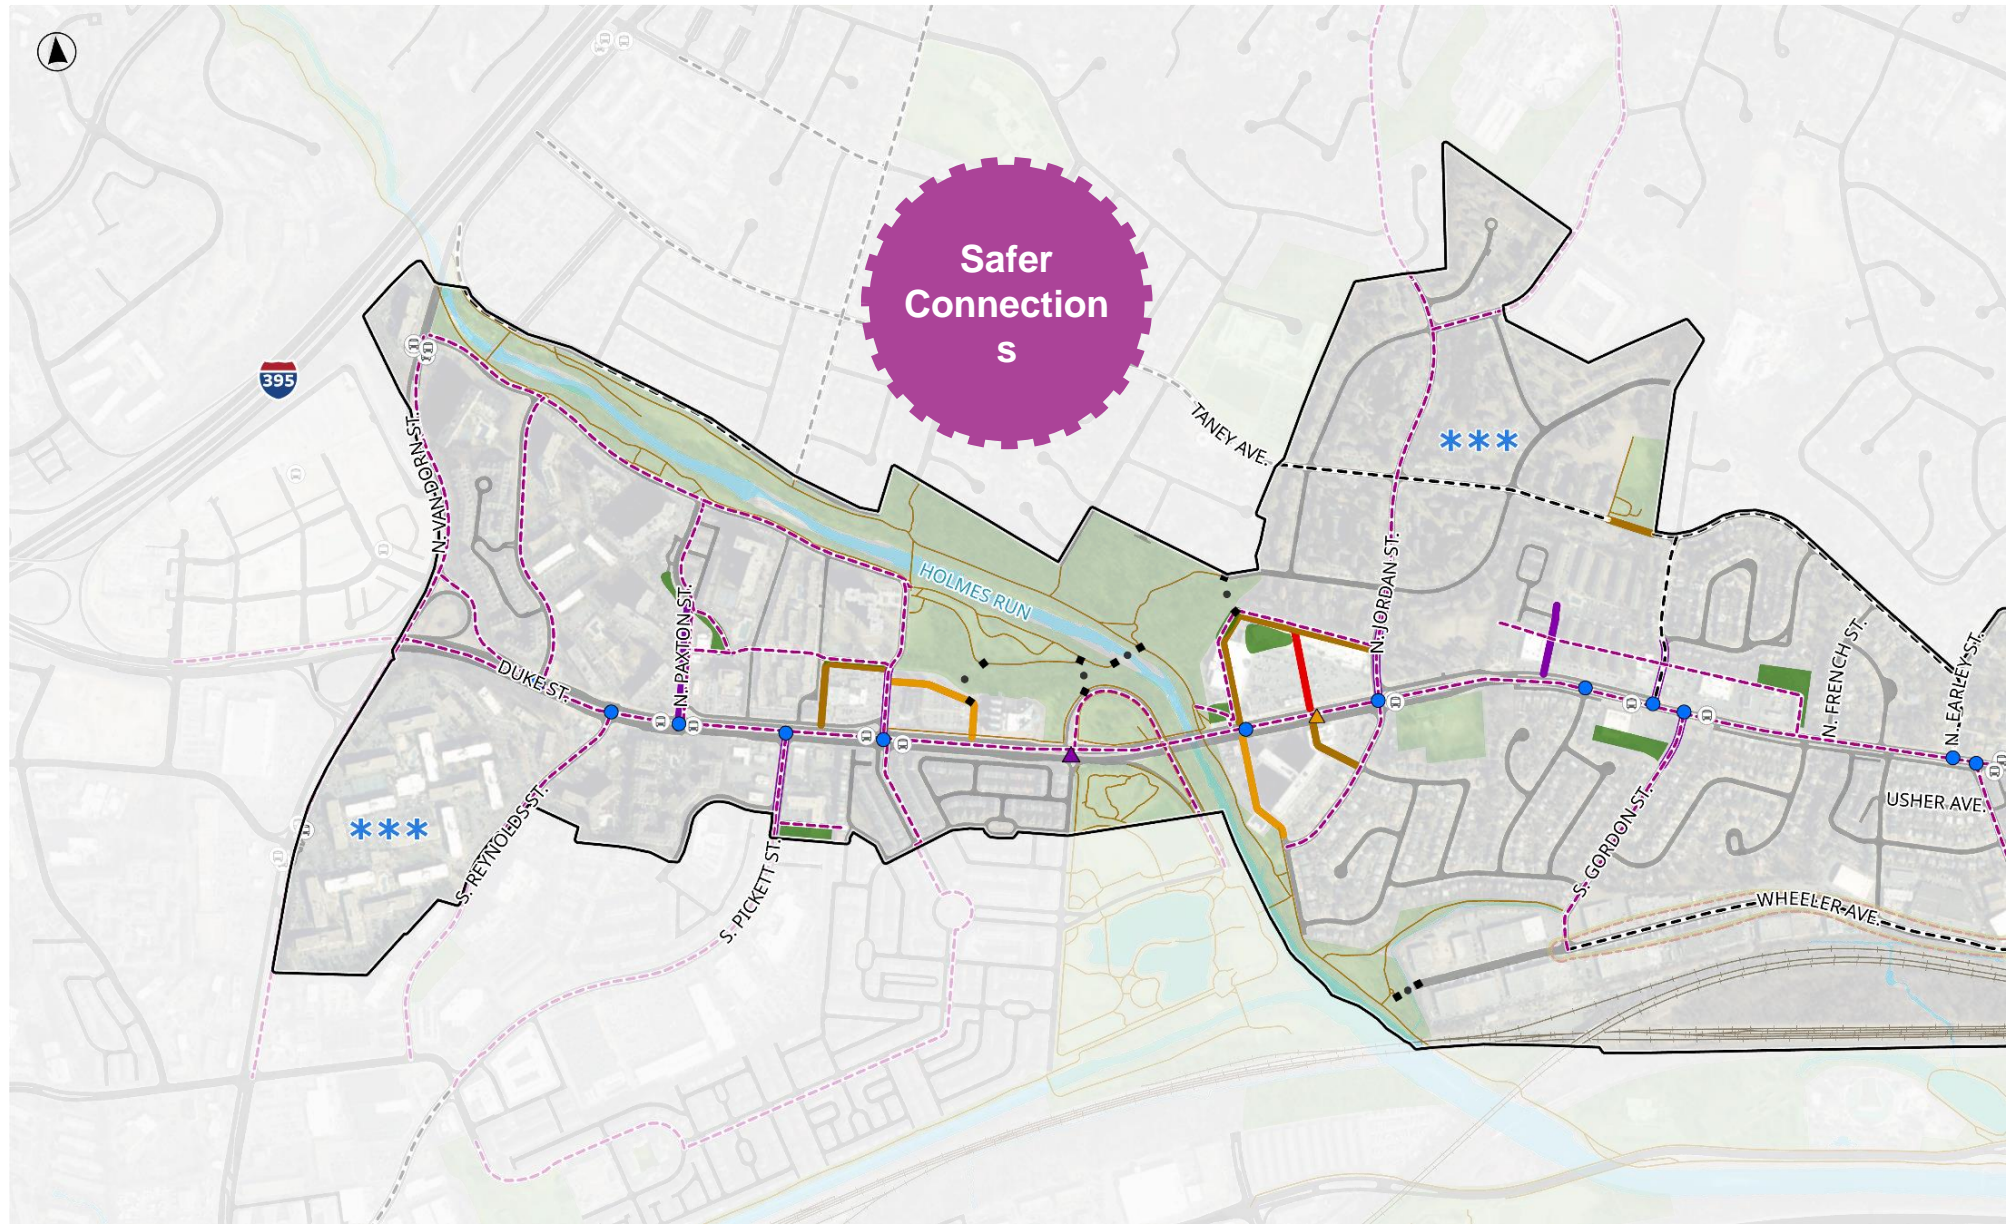 Safer
Connection
s
395
TANEY AVE.
N. VAN DORN ST.
HOLMES RUN
N. JORDAN ST.
N. PAXTON ST.
DUKE ST.
N. FRENCH ST.
N. EARLEY ST.
S. REYNOLDS ST.
S. PICKETT ST.
S. GORDON ST.
USHER AVE.
WHEELER AVE.